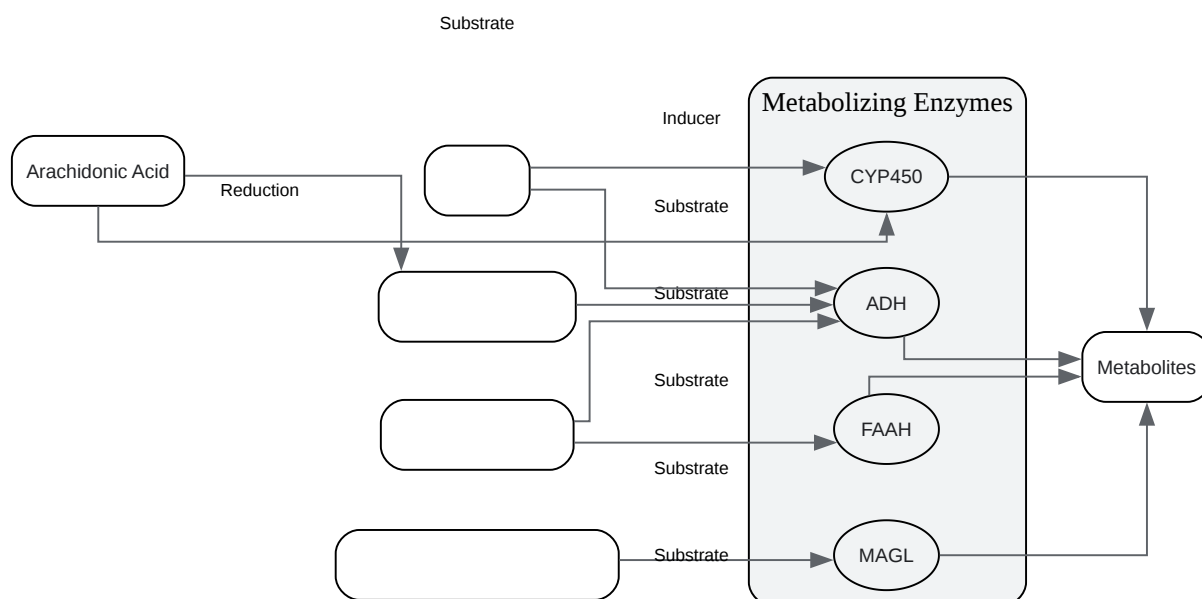 Substrate
Metabolizing Enzymes
Inducer
Arachidonic Acid
CYP450
Reduction
Substrate
Substrate
ADH
Metabolites
Substrate
FAAH
Substrate
Substrate
MAGL